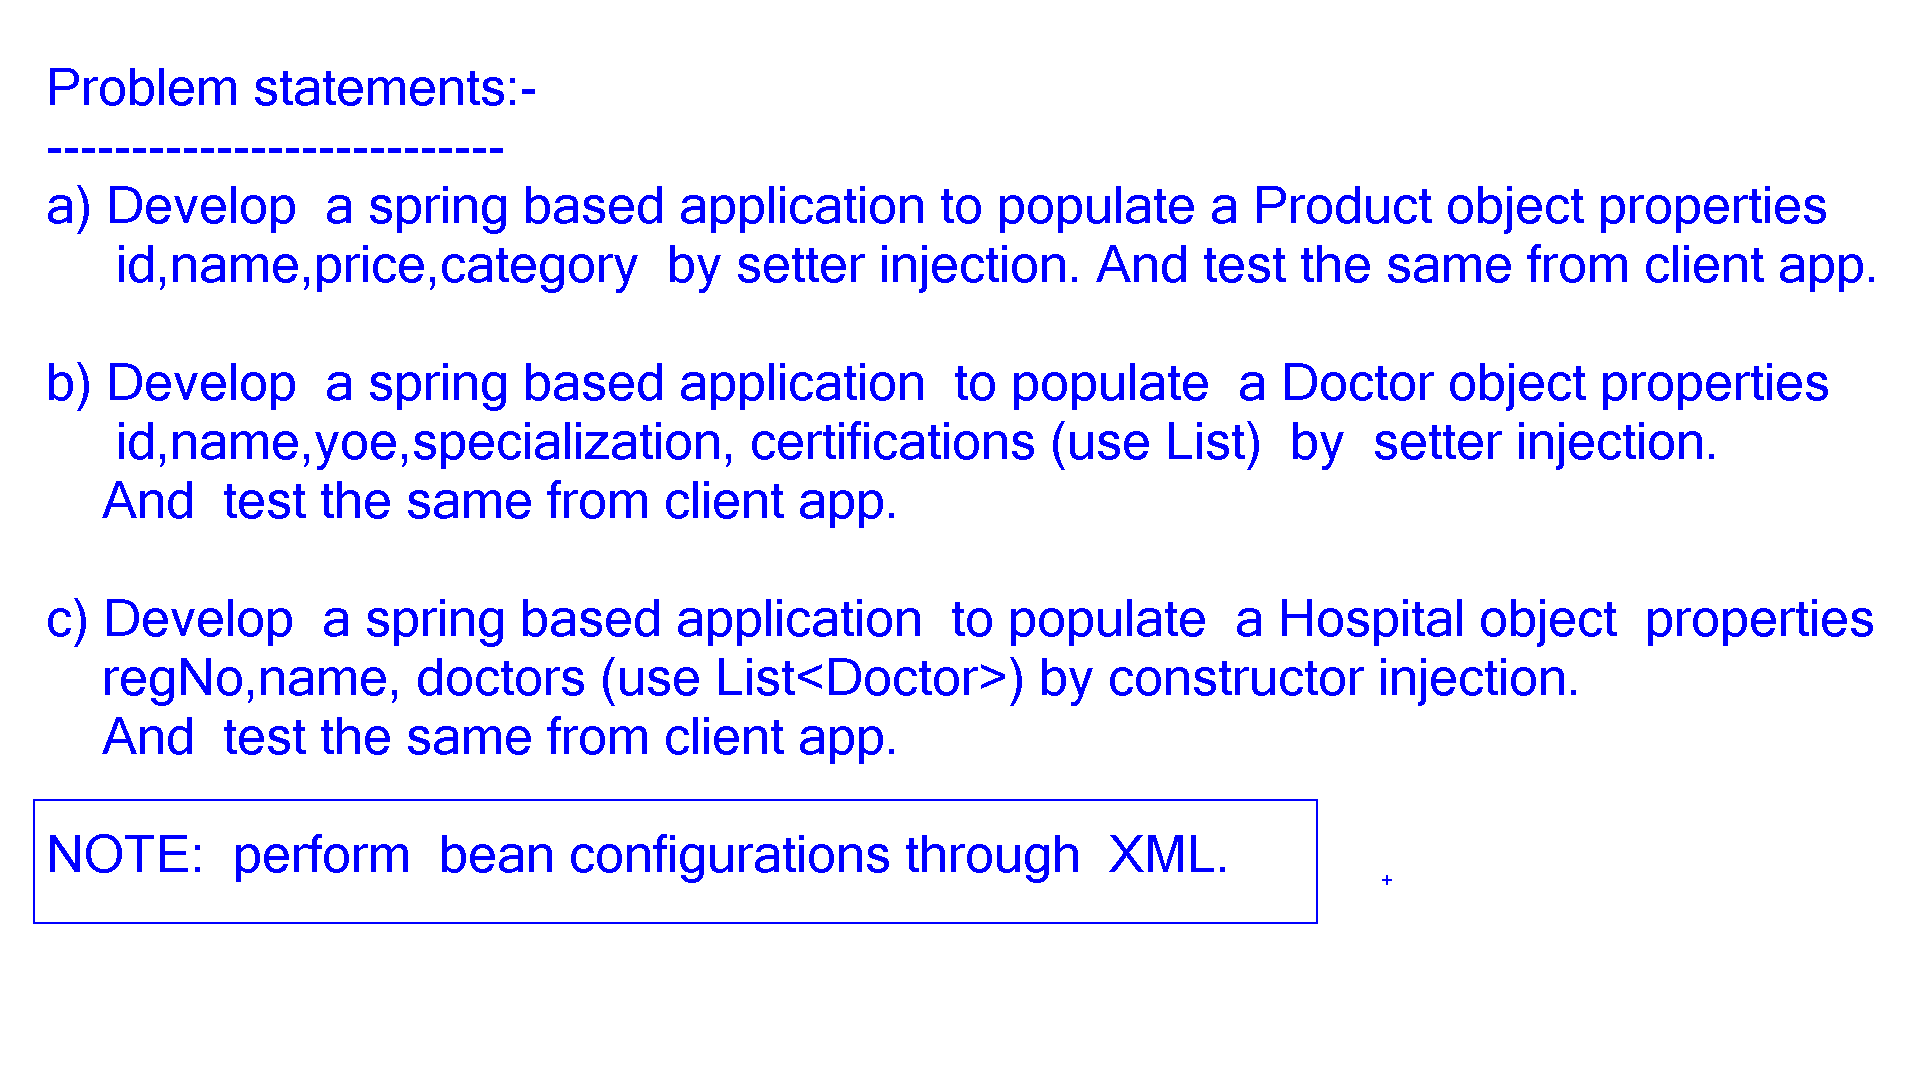 Problem statements:-
---------------------------
a) Develop  a spring based application to populate a Product object properties
id,name,price,category  by setter injection. And test the same from client app.
b) Develop  a spring based application  to populate  a Doctor object properties
id,name,yoe,specialization, certifications (use List)  by  setter injection.
And  test the same from client app.
c) Develop  a spring based application  to populate  a Hospital object  properties
regNo,name, doctors (use List<Doctor>) by constructor injection.
And  test the same from client app.
NOTE:  perform  bean configurations through  XML.